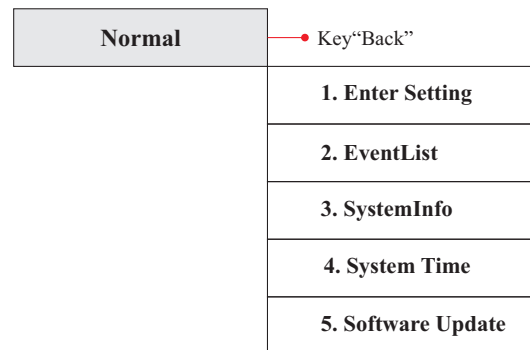 Normal
Key“Back”
1. Enter Setting
2. EventList
3. SystemInfo
4. System Time
5. Software Update